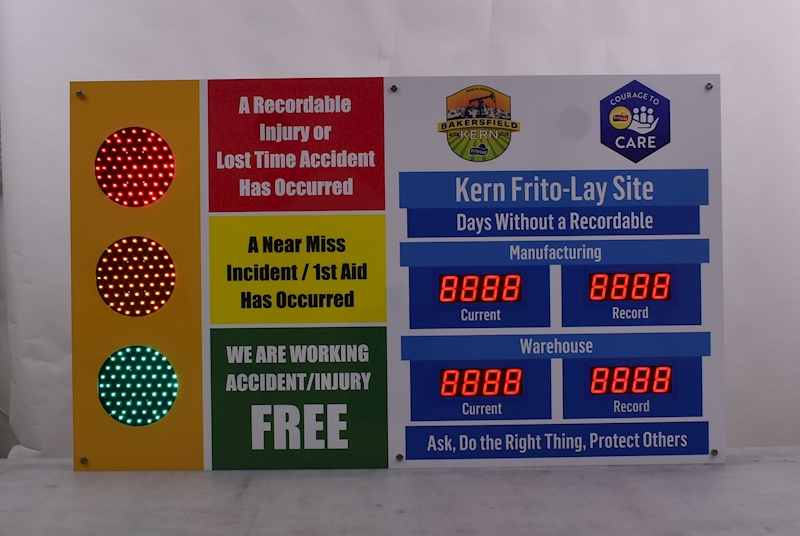 A Recordable
Injury or
Lost Time Accident
Has Occurred
A Near Miss
Incident / 1st Aid
Has Occurred
WE ARE WORKING
ACCIDENT/INJURY
FREE
BAKERSFIELD
KERN
COURAGE TO
CARE
Kern Frito-Lay Site
Days Without a Recordable
Manufacturing
8888
Current
8888
Record
Warehouse
8888
Current
8888
Record
Ask, Do the Right Thing, Protect Others